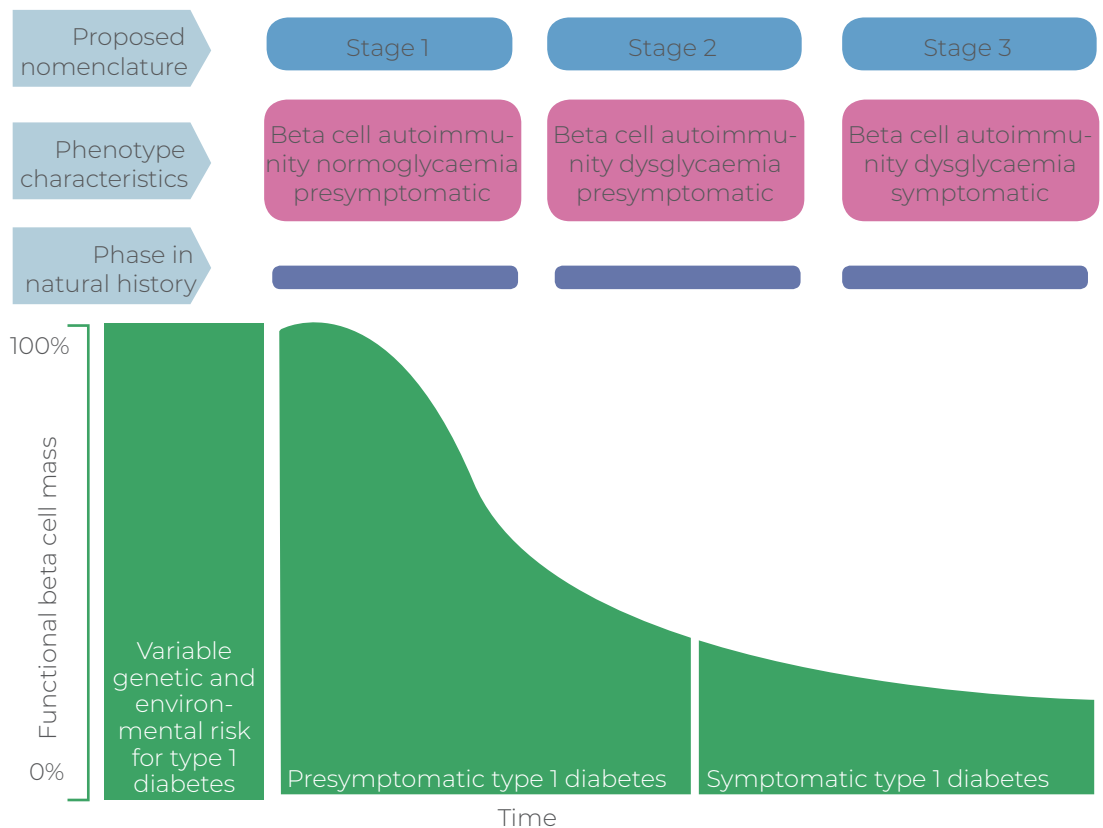 Proposed
nomenclature
Stage 1
Stage 2
Stage 3
Phenotype
characteristics
Beta cell autoimmu-
nity normoglycaemia
presymptomatic
Beta cell autoimmu-
nity dysglycaemia
presymptomatic
Beta cell autoimmu-
nity dysglycaemia
symptomatic
Phase in
natural history
100%
Functional beta cell mass
0%
Variable
genetic and
environ-
mental risk
for type 1
diabetes
Presymptomatic type 1 diabetes
Symptomatic type 1 diabetes
Time